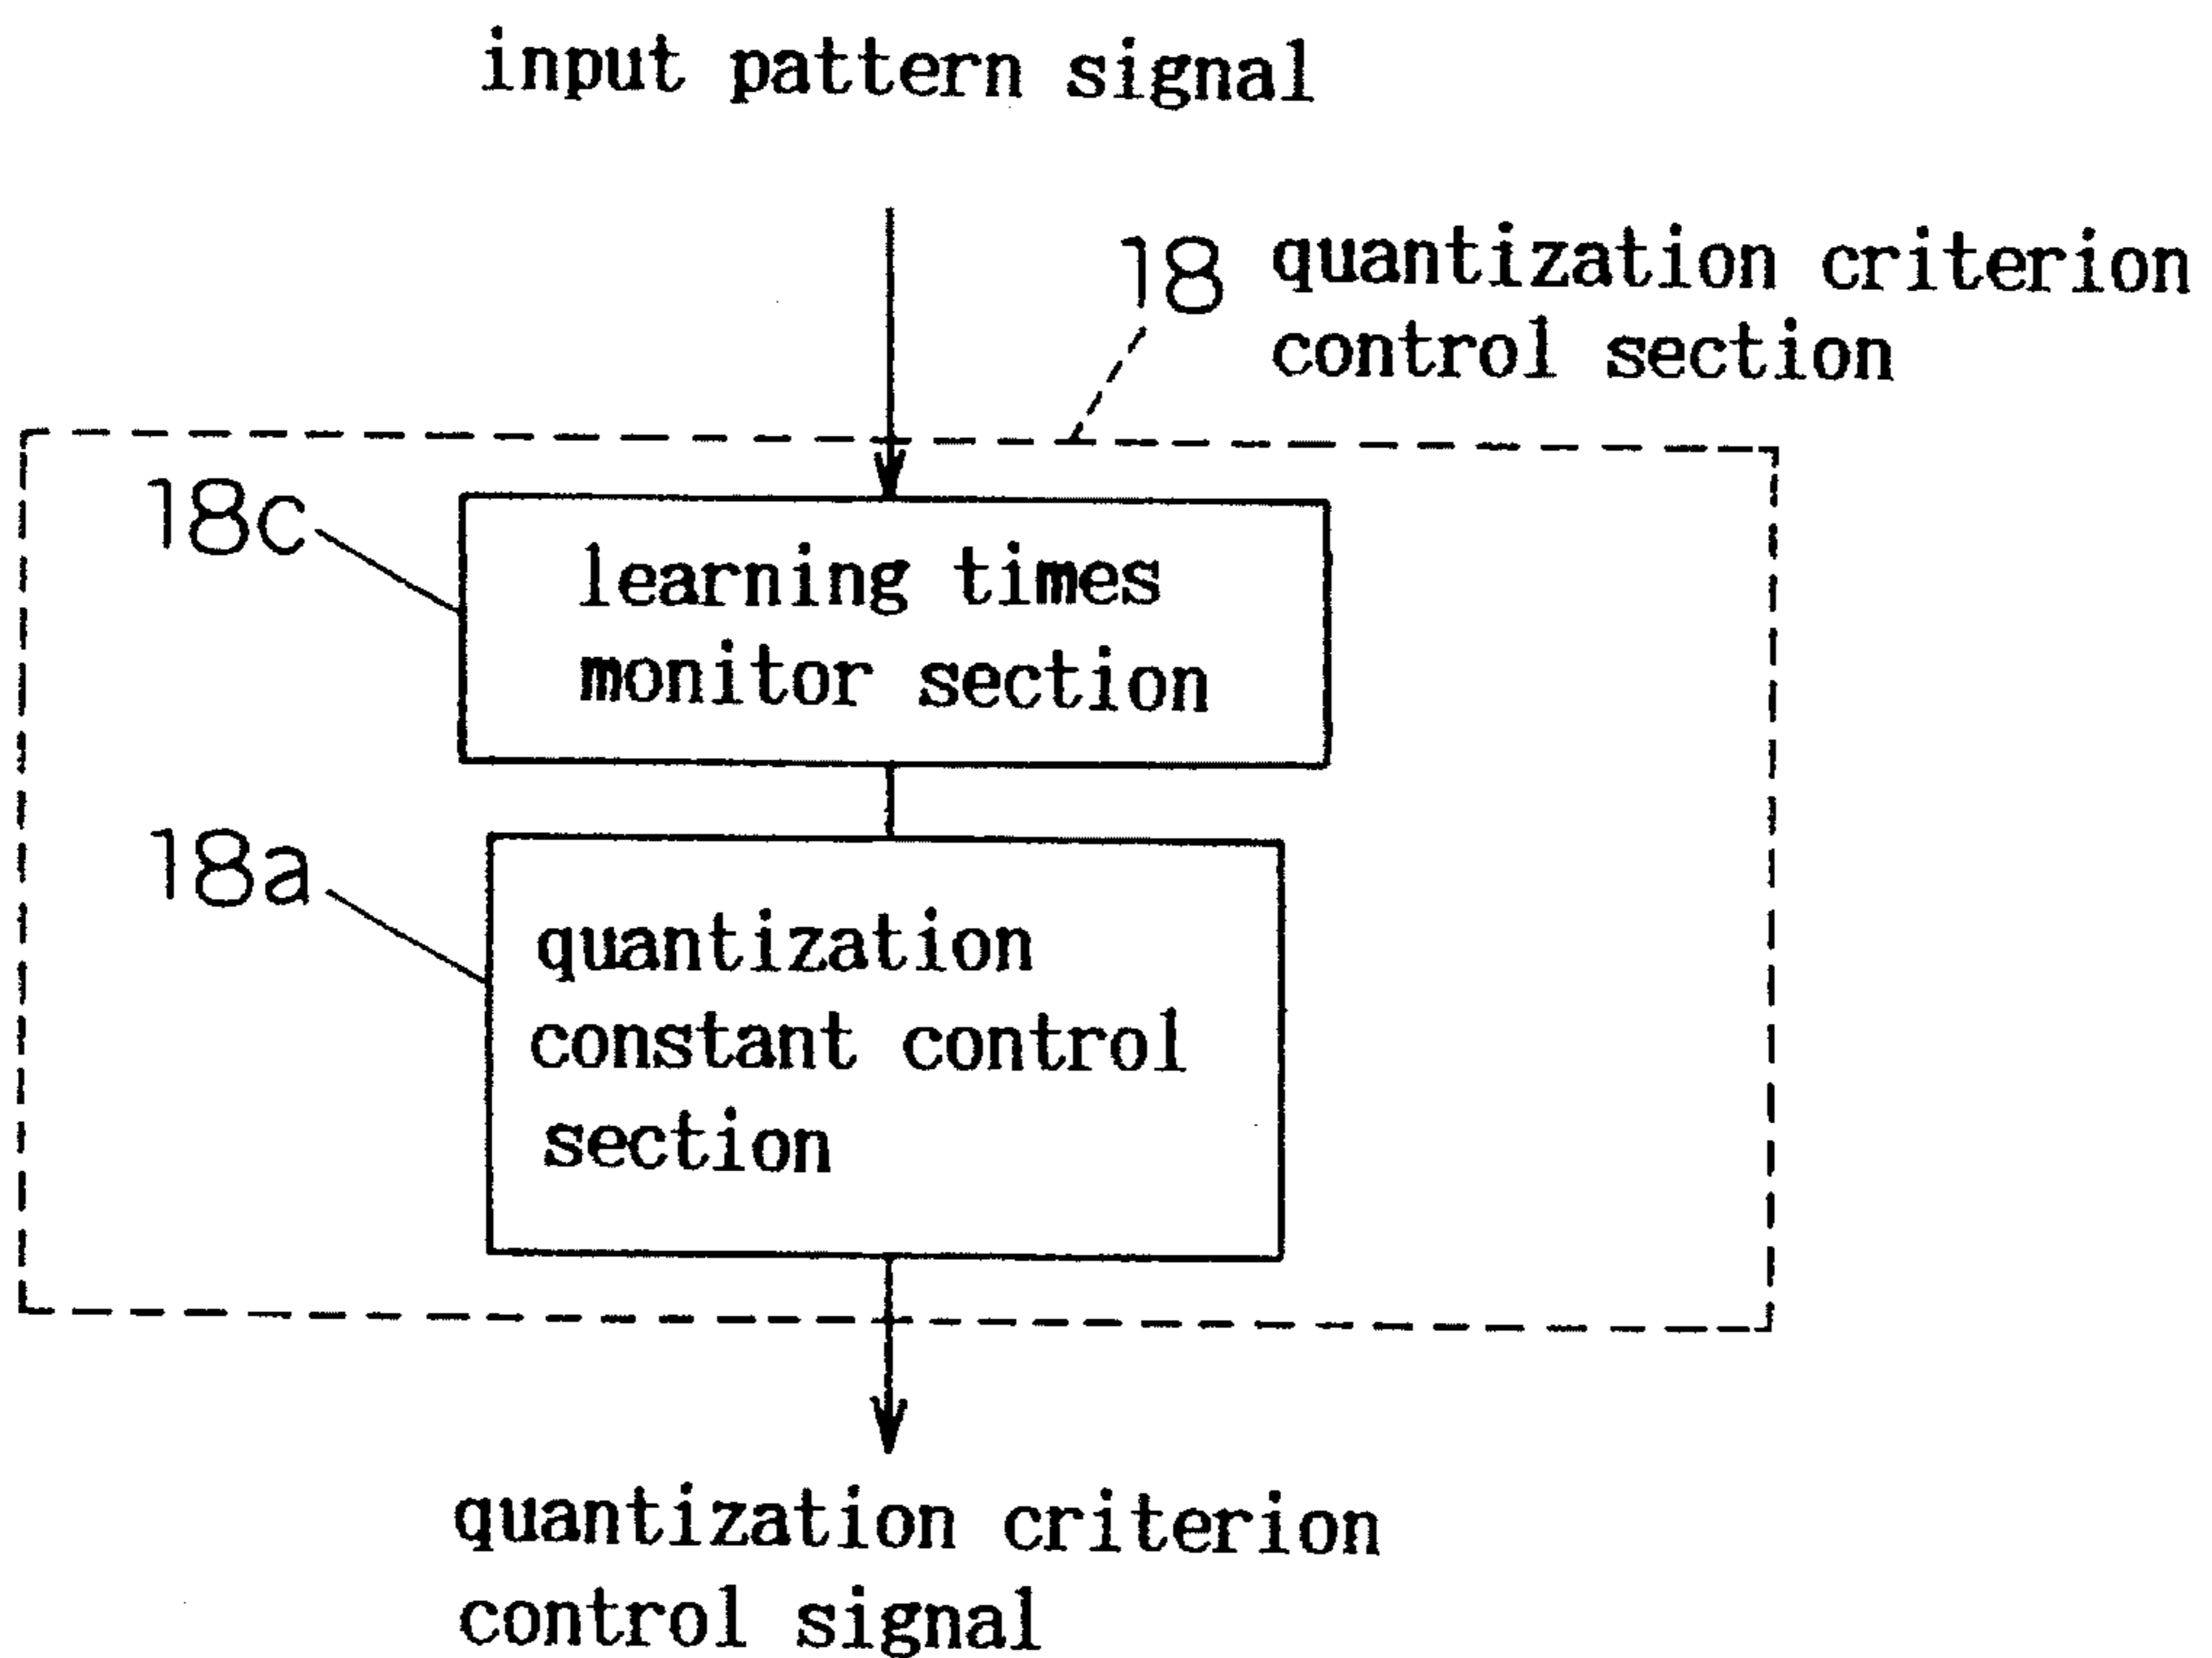 input pattern signal
18 quantization criterion
control section
18c
learning times
monitor section
18a
quantization
constant control
section
quantization criterion
control signal